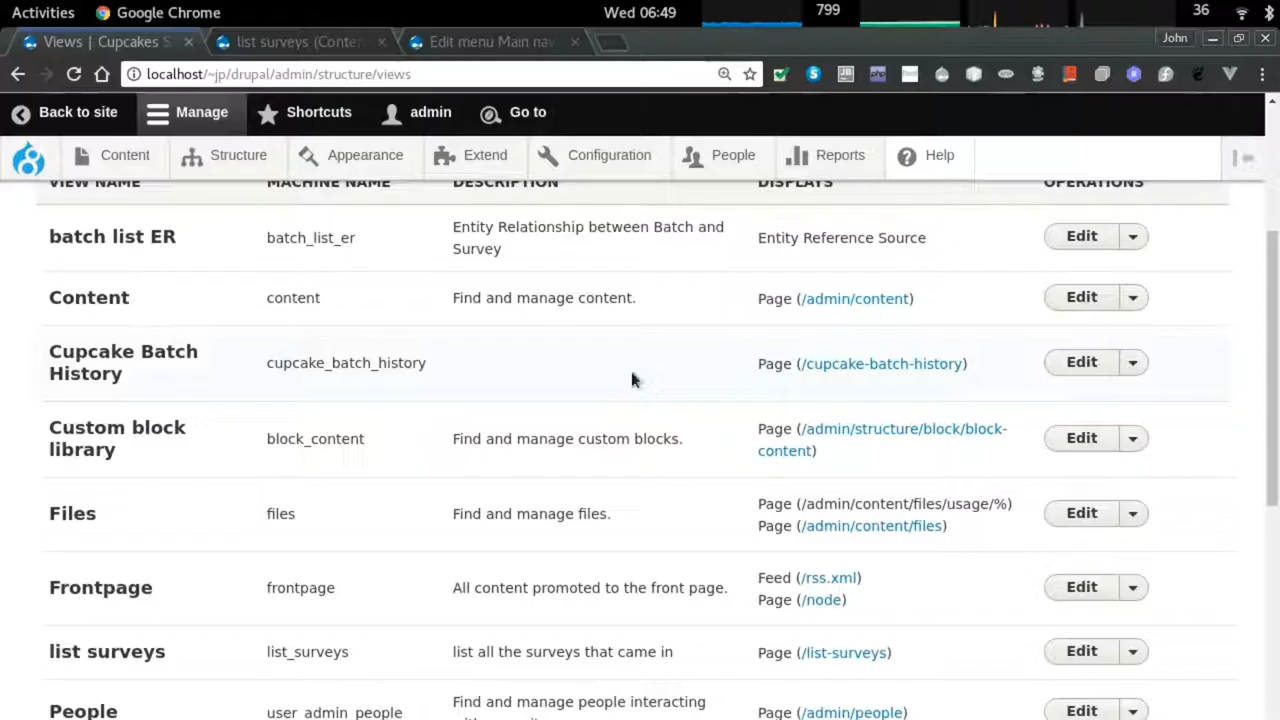 Activities Google Chrome Wed 06:49 799 36
Views | Cupcakes S list surveys (Conten Edit menu Main nav John
localhost/~jp/drupal/admin/structure/views
Back to site Manage Shortcuts admin Go to
Content Structure Appearance Extend Configuration People Reports Help
VIEW NAME MACHINE NAME DESCRIPTION DISPLAYS OPERATIONS
batch list ER batch_list_er Entity Relationship between Batch and Entity Reference Source Edit
Survey
Content content Find and manage content. Page (/admin/content) Edit
Cupcake Batch cupcake_batch_history Page (/cupcake-batch-history) Edit
History
Custom block block_content Find and manage custom blocks. Page (/admin/structure/block/block- Edit
library content)
Files files Find and manage files. Page (/admin/content/files/usage/%) Edit
Page (/admin/content/files)
Frontpage frontpage All content promoted to the front page. Feed (/rss.xml) Edit
Page (/node)
list surveys list_surveys list all the surveys that came in Page (/list-surveys) Edit
People user_admin_people Find and manage people interacting Page (/admin/people) Edit